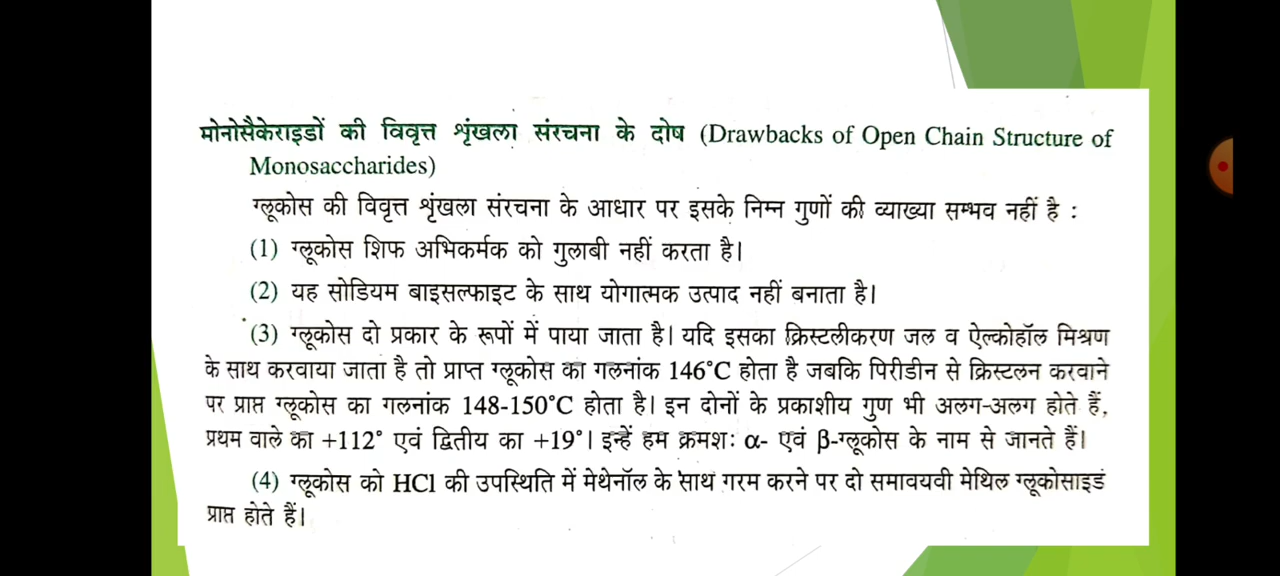 मोनोसैकेराइडों की विवृत्त शृंखला संरचना के दोष (Drawbacks of Open Chain Structure of
Monosaccharides)
ग्लूकोस की विवृत्त शृंखला संरचना के आधार पर इसके निम्न गुणों की व्याख्या सम्भव नहीं है :
(1) ग्लूकोस शिफ अभिकर्मक को गुलाबी नहीं करता है।
(2) यह सोडियम बाइसल्फाइट के साथ योगात्मक उत्पाद नहीं बनाता है।
(3) ग्लूकोस दो प्रकार के रूपों में पाया जाता है। यदि इसका क्रिस्टलीकरण जल व ऐल्कोहॉल मिश्रण
के साथ करवाया जाता है तो प्राप्त ग्लूकोस का गलनांक 146°C होता है जबकि पिरीडीन से क्रिस्टलन करवाने
पर प्राप्त ग्लूकोस का गलनांक 148-150°C होता है। इन दोनों के प्रकाशीय गुण भी अलग-अलग होते हैं,
प्रथम वाले का +112° एवं द्वितीय का +19°। इन्हें हम क्रमशः α- एवं β-ग्लूकोस के नाम से जानते हैं।
(4) ग्लूकोस को HCl की उपस्थिति में मेथेनॉल के साथ गरम करने पर दो समावयवी मेथिल ग्लूकोसाइड
प्राप्त होते हैं।